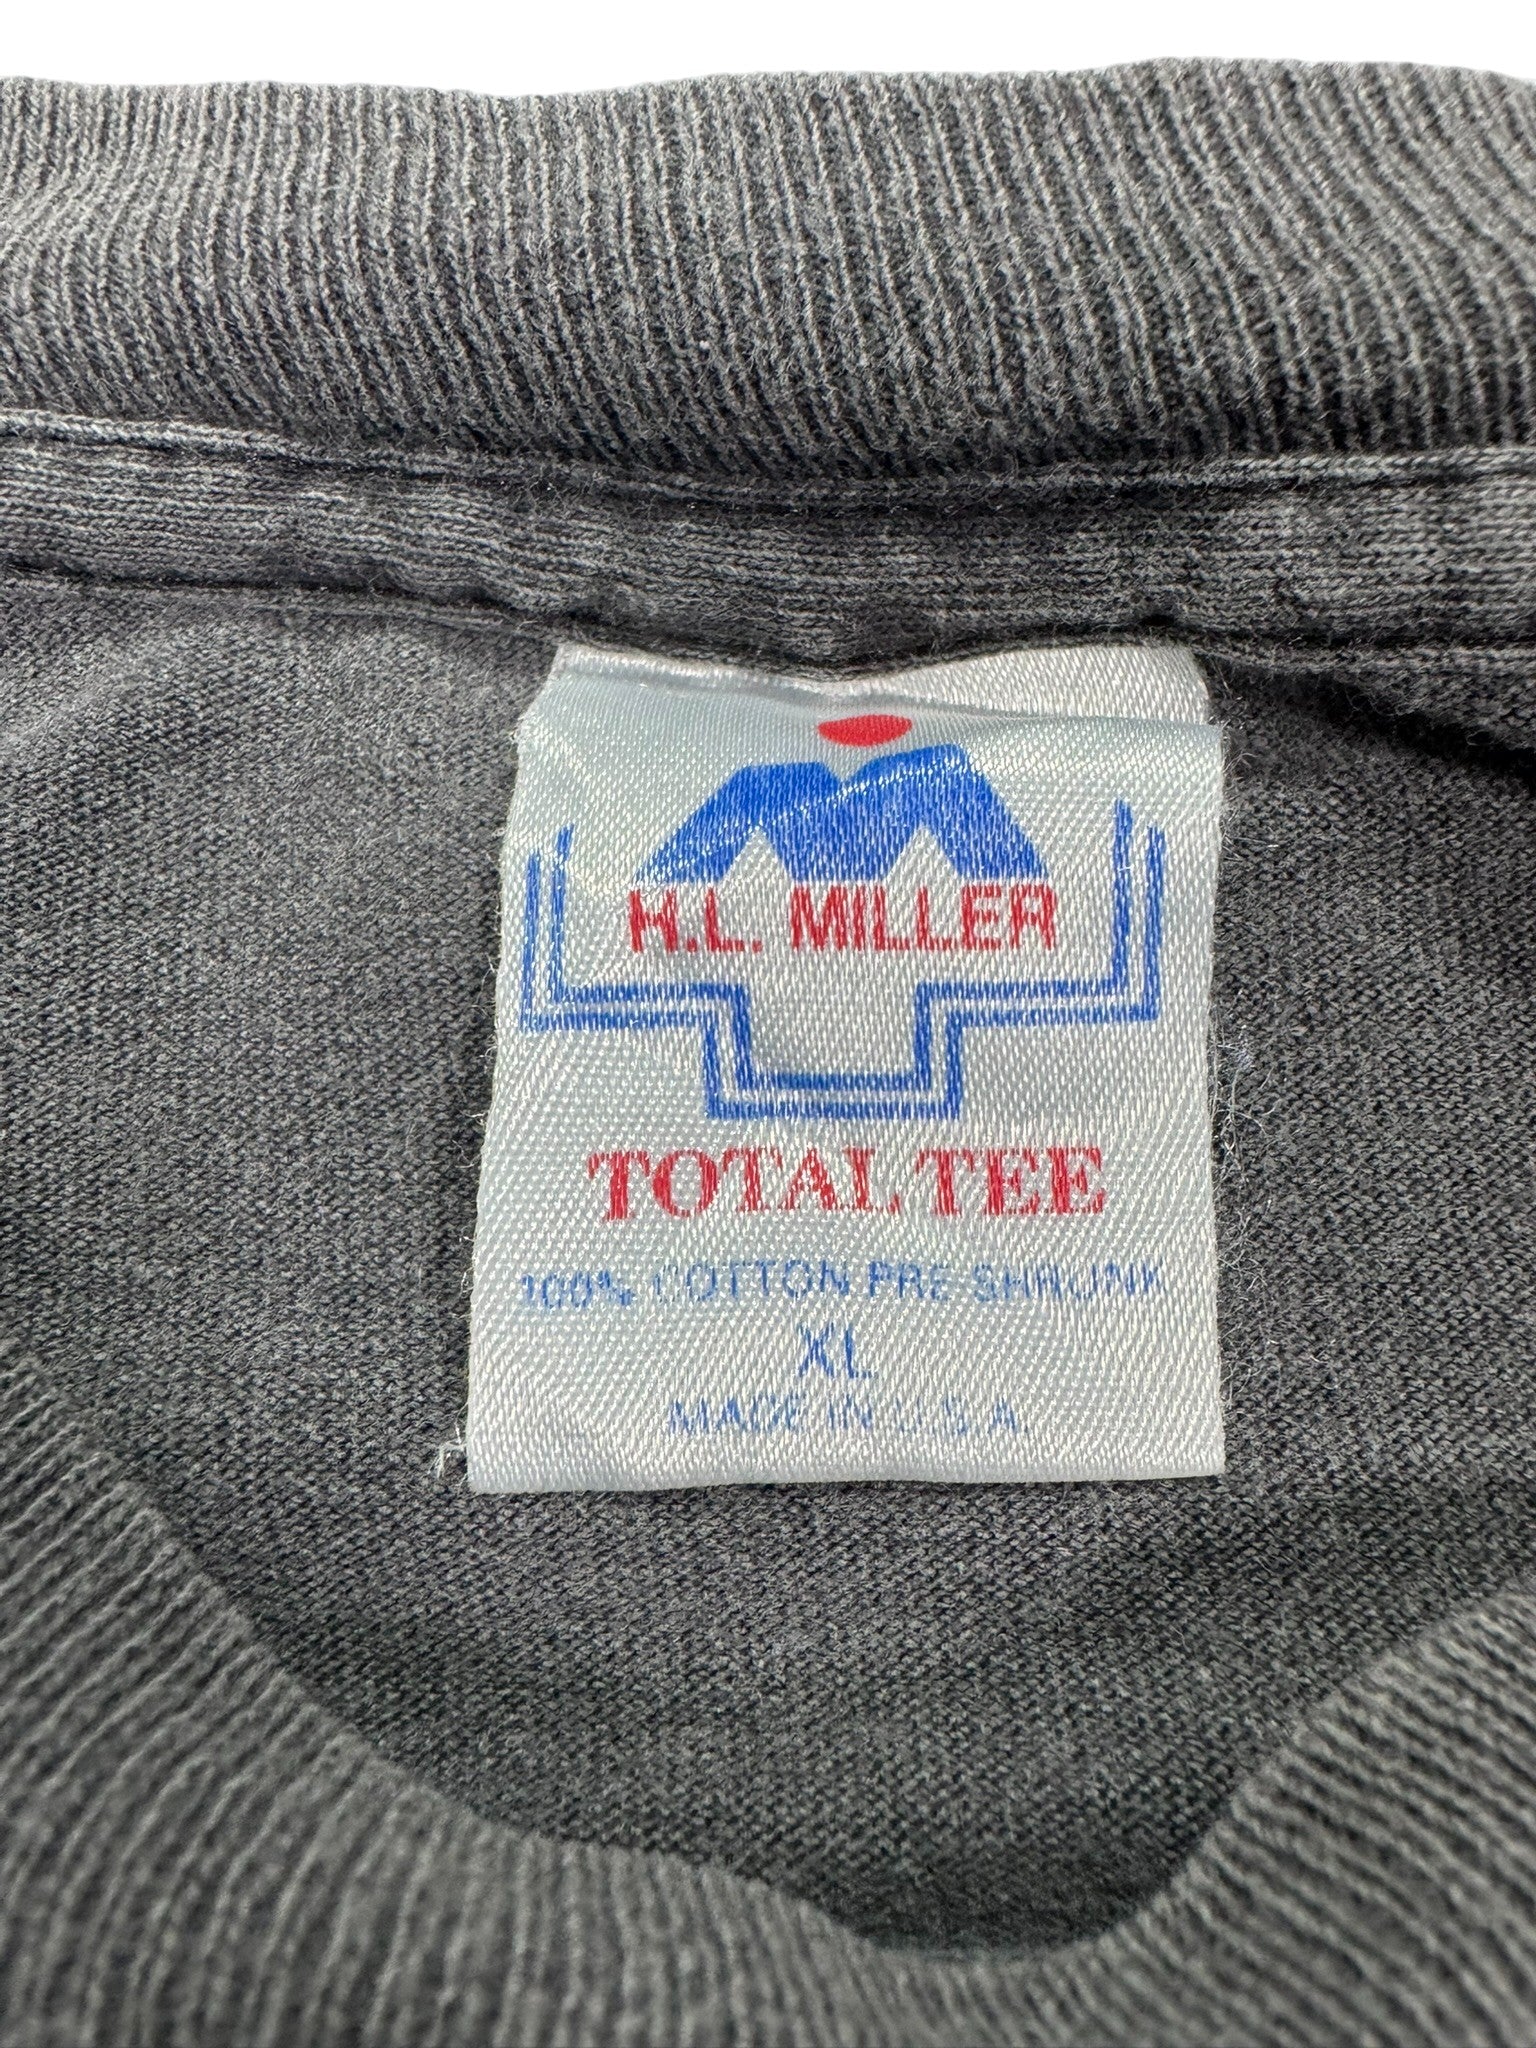 H.L. MILLER
TOTAL TEE
100% COTTON PRE SHRUNK
XL
MADE IN U.S.A.